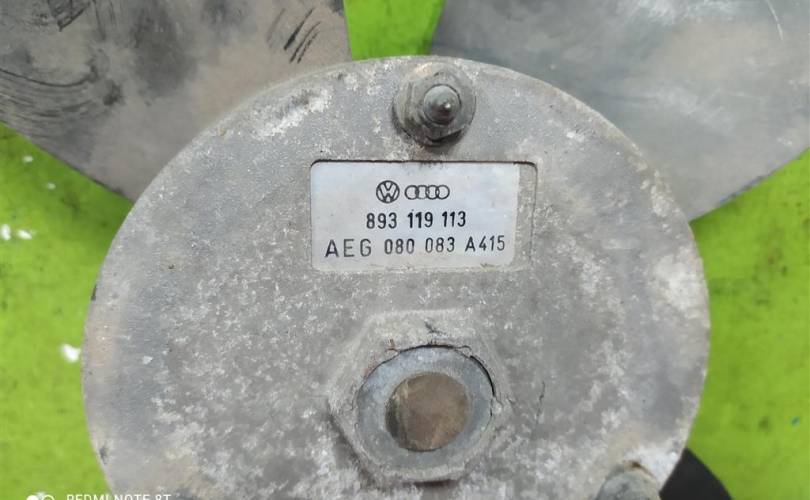 893 119 113
AEG 080 083 A415
REDMI NOTE 8T